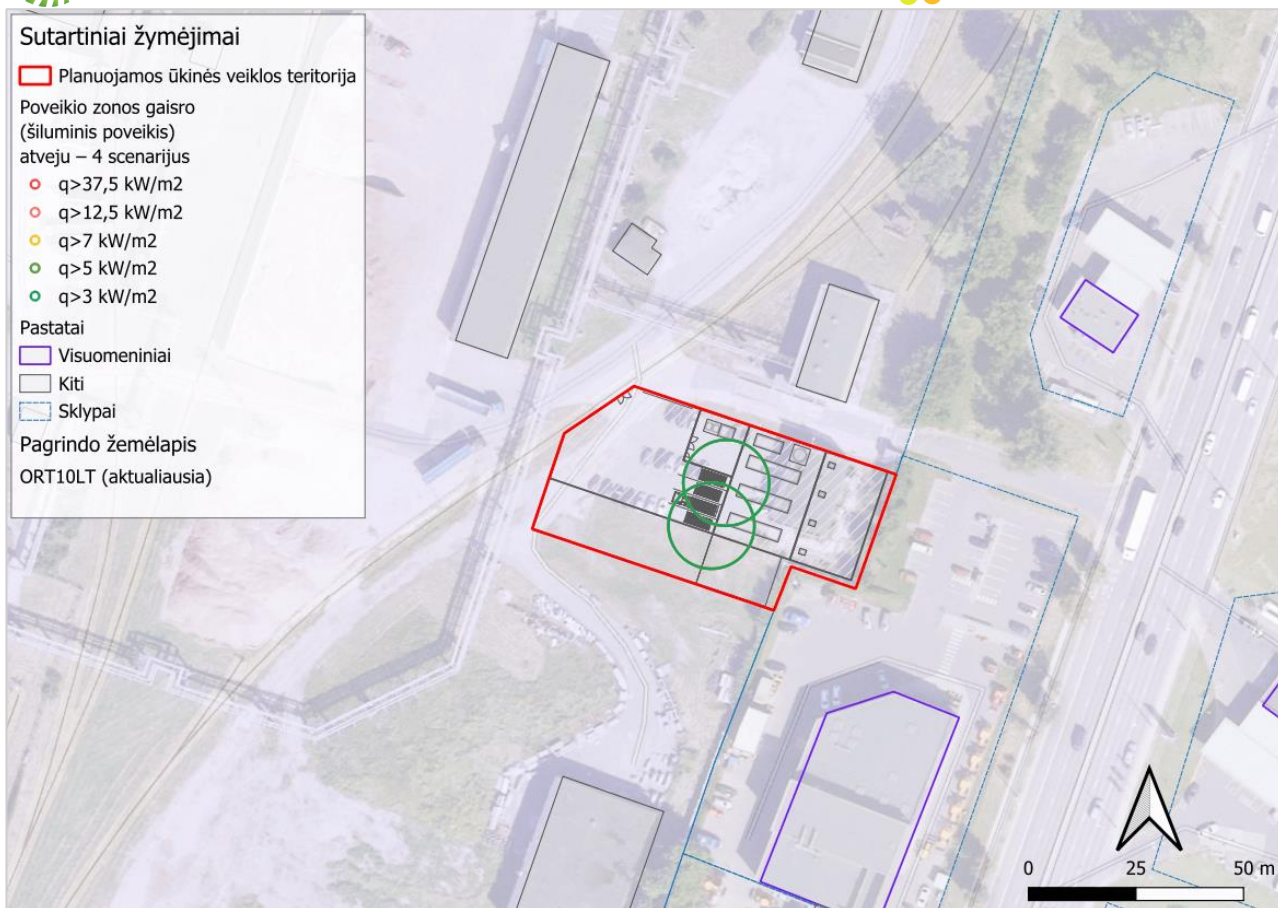 Sutartiniai žymėjimai
Planuojamos ūkinės veiklos teritorija
Poveikio zonos gaisro
(šiluminis poveikis)
atveju – 4 scenarijus
q>37,5 kW/m2
q>12,5 kW/m2
q>7 kW/m2
q>5 kW/m2
q>3 kW/m2
Pastatai
Visuomeniniai
Kiti
Sklypai
Pagrindo žemėlapis
ORT10LT (aktualiausia)
0 25 50 m